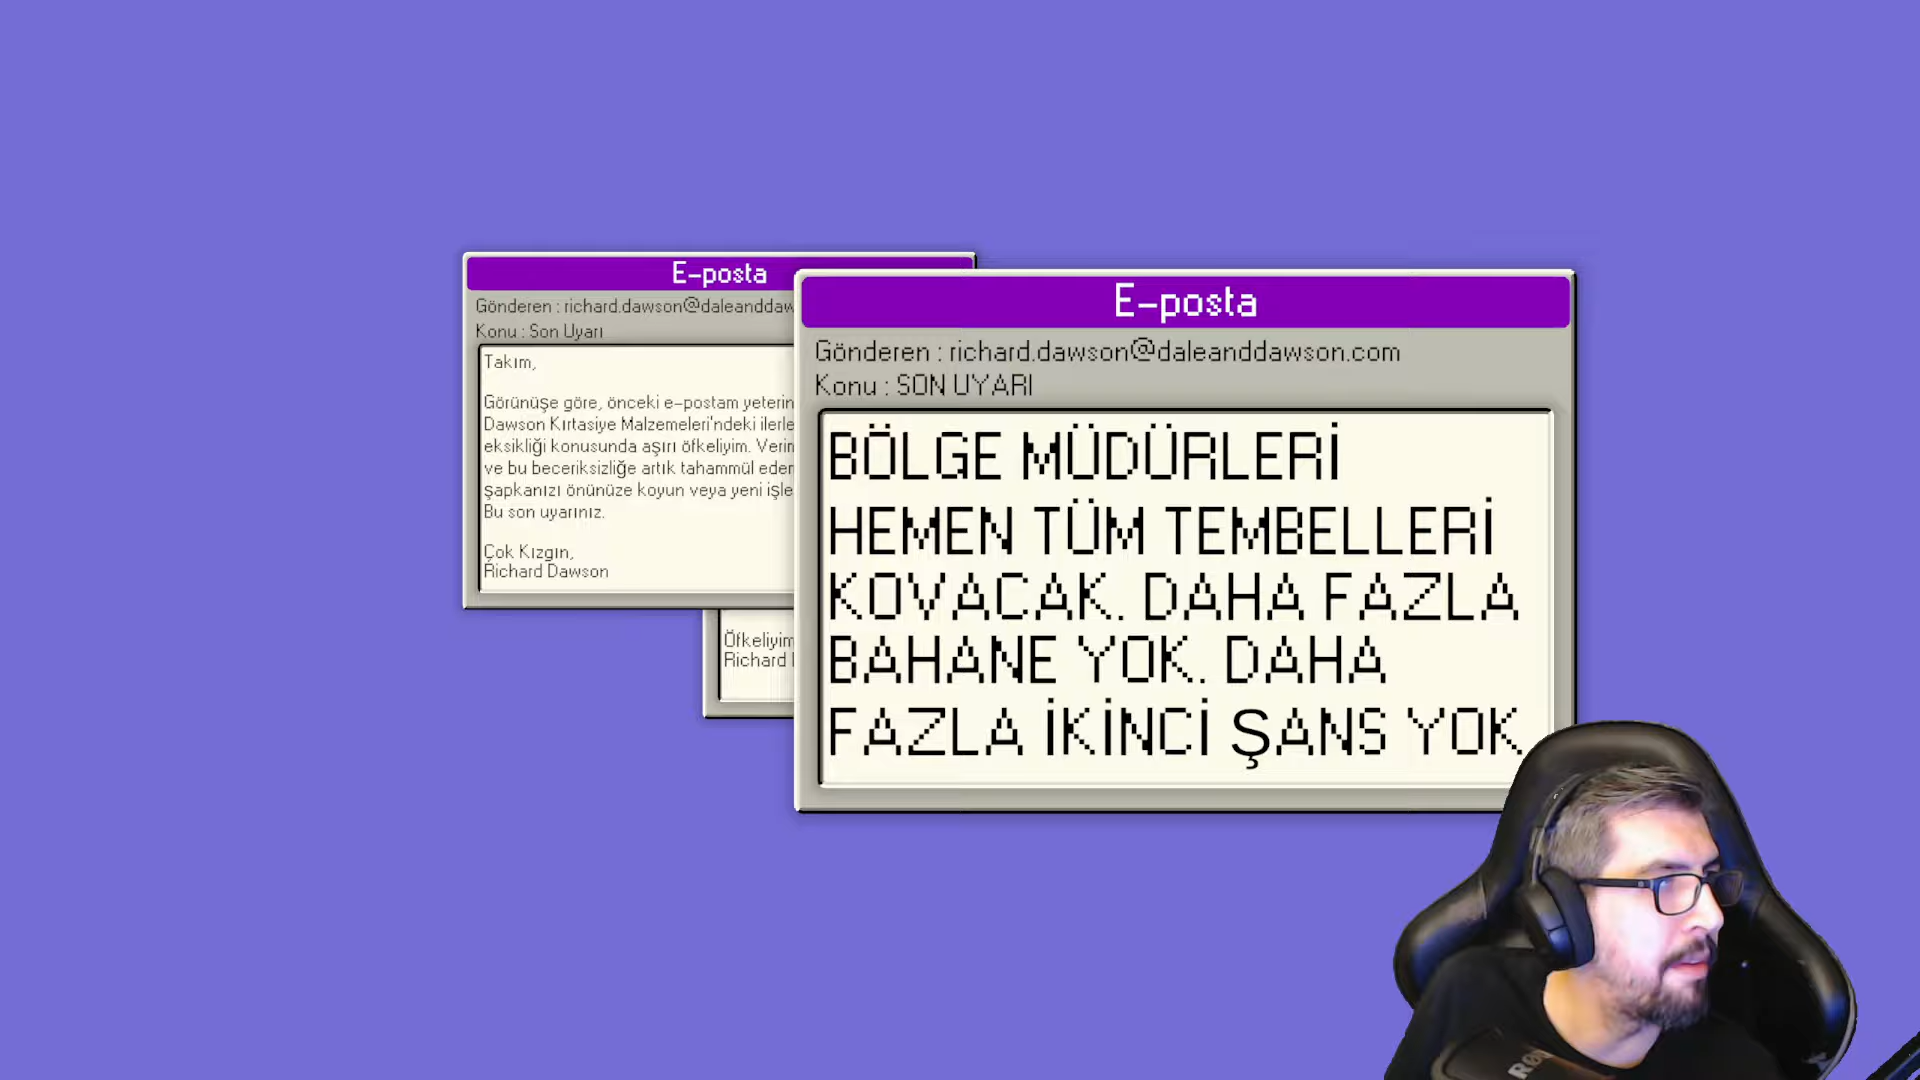 E-posta
Gönderen : richard.dawson@daleanddaw
Konu : Son Uyarı
Takım,
Görünüşe göre, önceki e-postam yeterin
Dawson Kırtasiye Malzemeleri'ndeki ilerle
eksikliği konusunda aşırı öfkeliyim. Verim
ve bu beceriksizliğe artık tahammül eder
şapkanızı önünüze koyun veya yeni işle
Bu son uyarınız.
Çok Kızgın,
Richard Dawson
Öfkeliyim
Richard
E-posta
Gönderen : richard.dawson@daleanddawson.com
Konu : SON UYARI
BÖLGE MÜDÜRLERİ
HEMEN TÜM TEMBELLERİ
KOVACAK. DAHA FAZLA
BAHANE YOK. DAHA
FAZLA İKİNCİ ŞANS YOK.